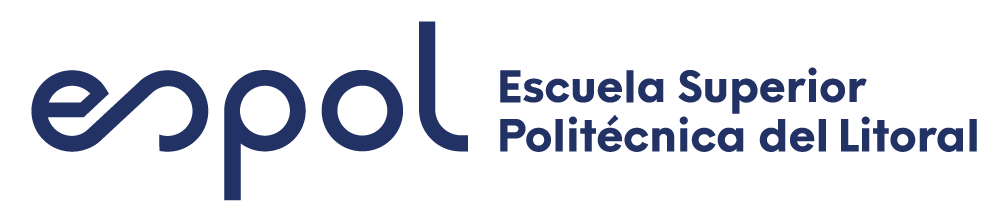 espol
Escuela Superior
Politécnica del Litoral